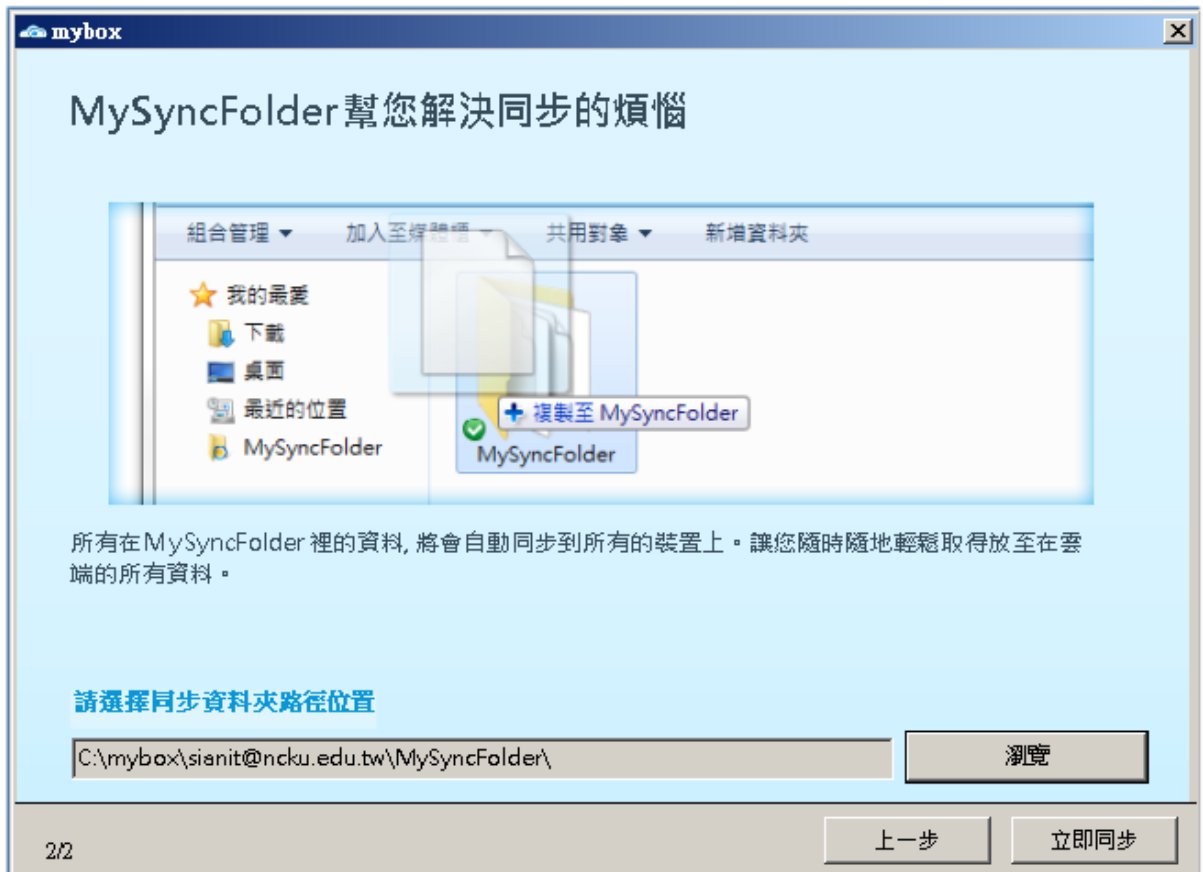 mybox
MySyncFolder幫您解決同步的煩惱
組合管理 加入至媒體櫃 共用對象 新增資料夾
我的最愛
下載
桌面
最近的位置
複製至 MySyncFolder
MySyncFolder
MySyncFolder
所有在MySyncFolder 裡的資料, 將會自動同步到所有的裝置上。讓您隨時隨地輕鬆取得放至在雲
端的所有資料。
請選擇同步資料夾路徑位置
C:\mybox\sianit@ncku.edu.tw\MySyncFolder\
瀏覽
2/2
上一步
立即同步